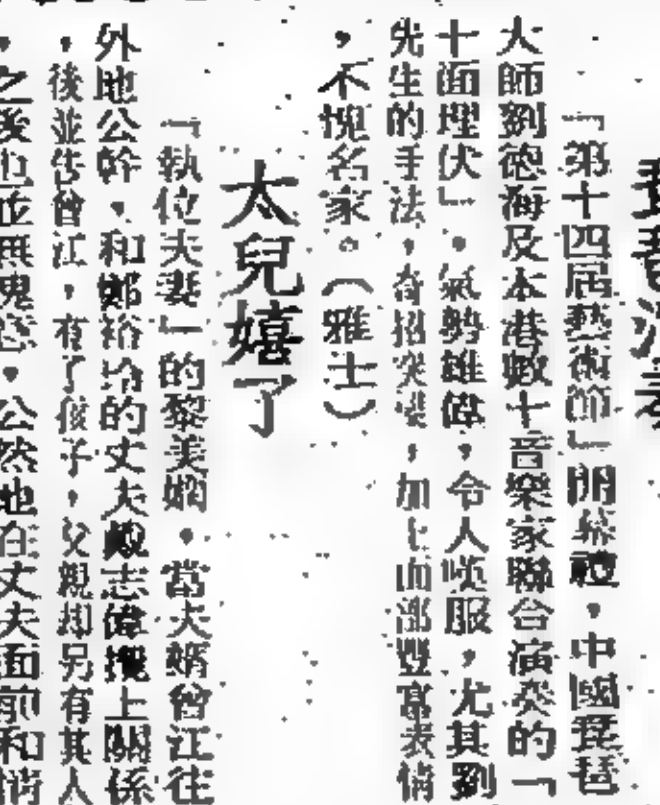 「第十四屆藝術節」開幕禮，中國琵琶
大師劉德海及本港數十音樂家聯合演奏的「
十面埋伏」，氣勢雄偉，令人嘆服，尤其劉
先生的手法，奇招突出，加上面部豐富表情
，不愧名家。（雅士）
太兒嬉了
「執位夫妻」的黎美嫻，當夫婿曾江往
外地公幹，和鄭裕玲的丈夫戚志偉攪上關係
，後並告曾江，有了孩子，父親却另有其人
，之後也並無愧意，公然地在丈夫面前和情